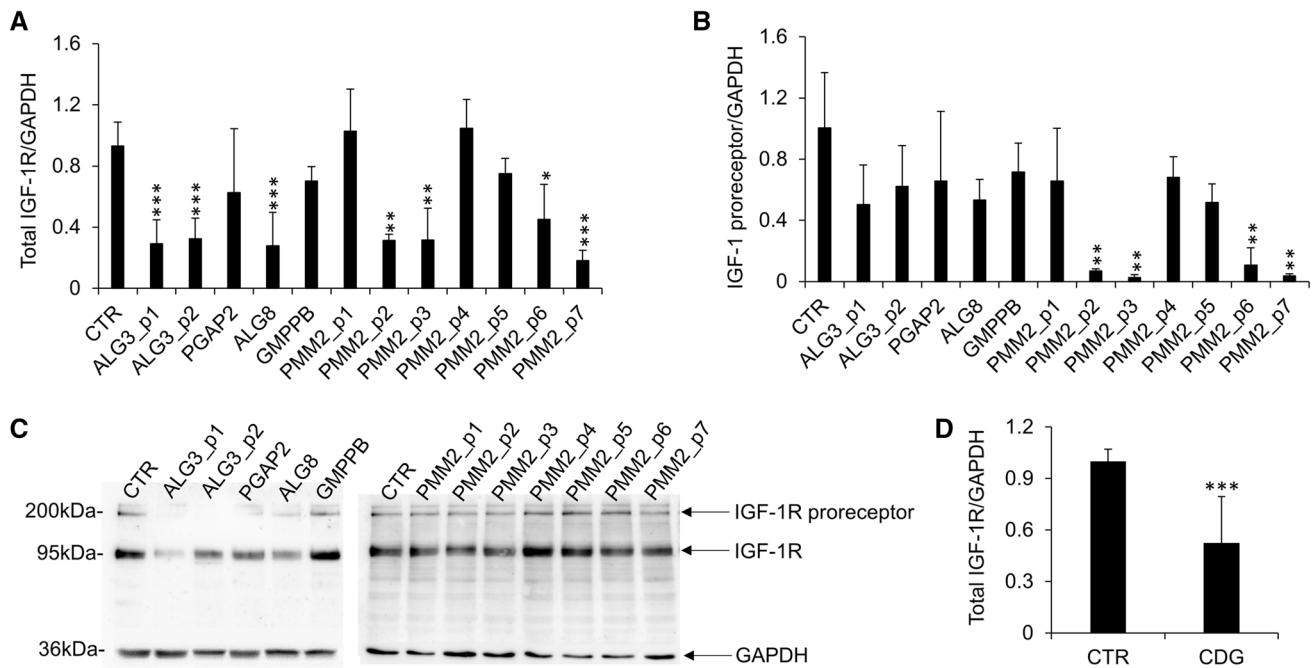 A
Total IGF-1R/GAPDH
1.6
1.2
0.8
0.4
0
***
***
***
**
**
*
***
CTR
ALG3_p1
ALG3_p2
PGAP2
ALG8
GMPPB
PMM2_p1
PMM2_p2
PMM2_p3
PMM2_p4
PMM2_p5
PMM2_p6
PMM2_p7
B
IGF-1 proreceptor/GAPDH
1.6
1.2
0.8
0.4
0
**
**
**
**
CTR
ALG3_p1
ALG3_p2
PGAP2
ALG8
GMPPB
PMM2_p1
PMM2_p2
PMM2_p3
PMM2_p4
PMM2_p5
PMM2_p6
PMM2_p7
C
CTR
ALG3_p1
ALG3_p2
PGAP2
ALG8
GMPPB
CTR
PMM2_p1
PMM2_p2
PMM2_p3
PMM2_p4
PMM2_p5
PMM2_p6
PMM2_p7
200kDa-
IGF-1R proreceptor
95kDa-
IGF-1R
36kDa-
GAPDH
D
Total IGF-1R/GAPDH
1.2
0.9
0.6
0.3
0
***
CTR
CDG